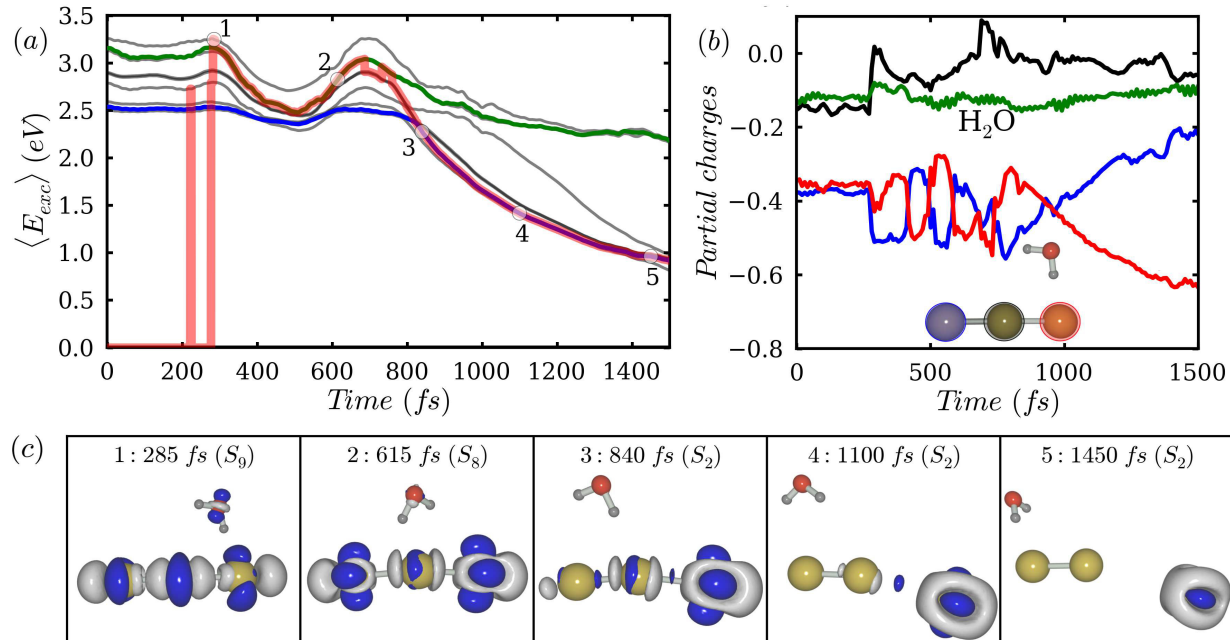 (a)
⟨E_exc⟩ (eV)
3.5
3.0
2.5
2.0
1.5
1.0
0.5
0.0
0 200 400 600 800 1000 1200 1400
Time (fs)
1
2
3
4
5
(b)
Partial charges
0.0
−0.2
−0.4
−0.6
−0.8
H₂O
0 500 1000 1500
Time (fs)
(c)
1 : 285 fs (S₉)
2 : 615 fs (S₈)
3 : 840 fs (S₂)
4 : 1100 fs (S₂)
5 : 1450 fs (S₂)